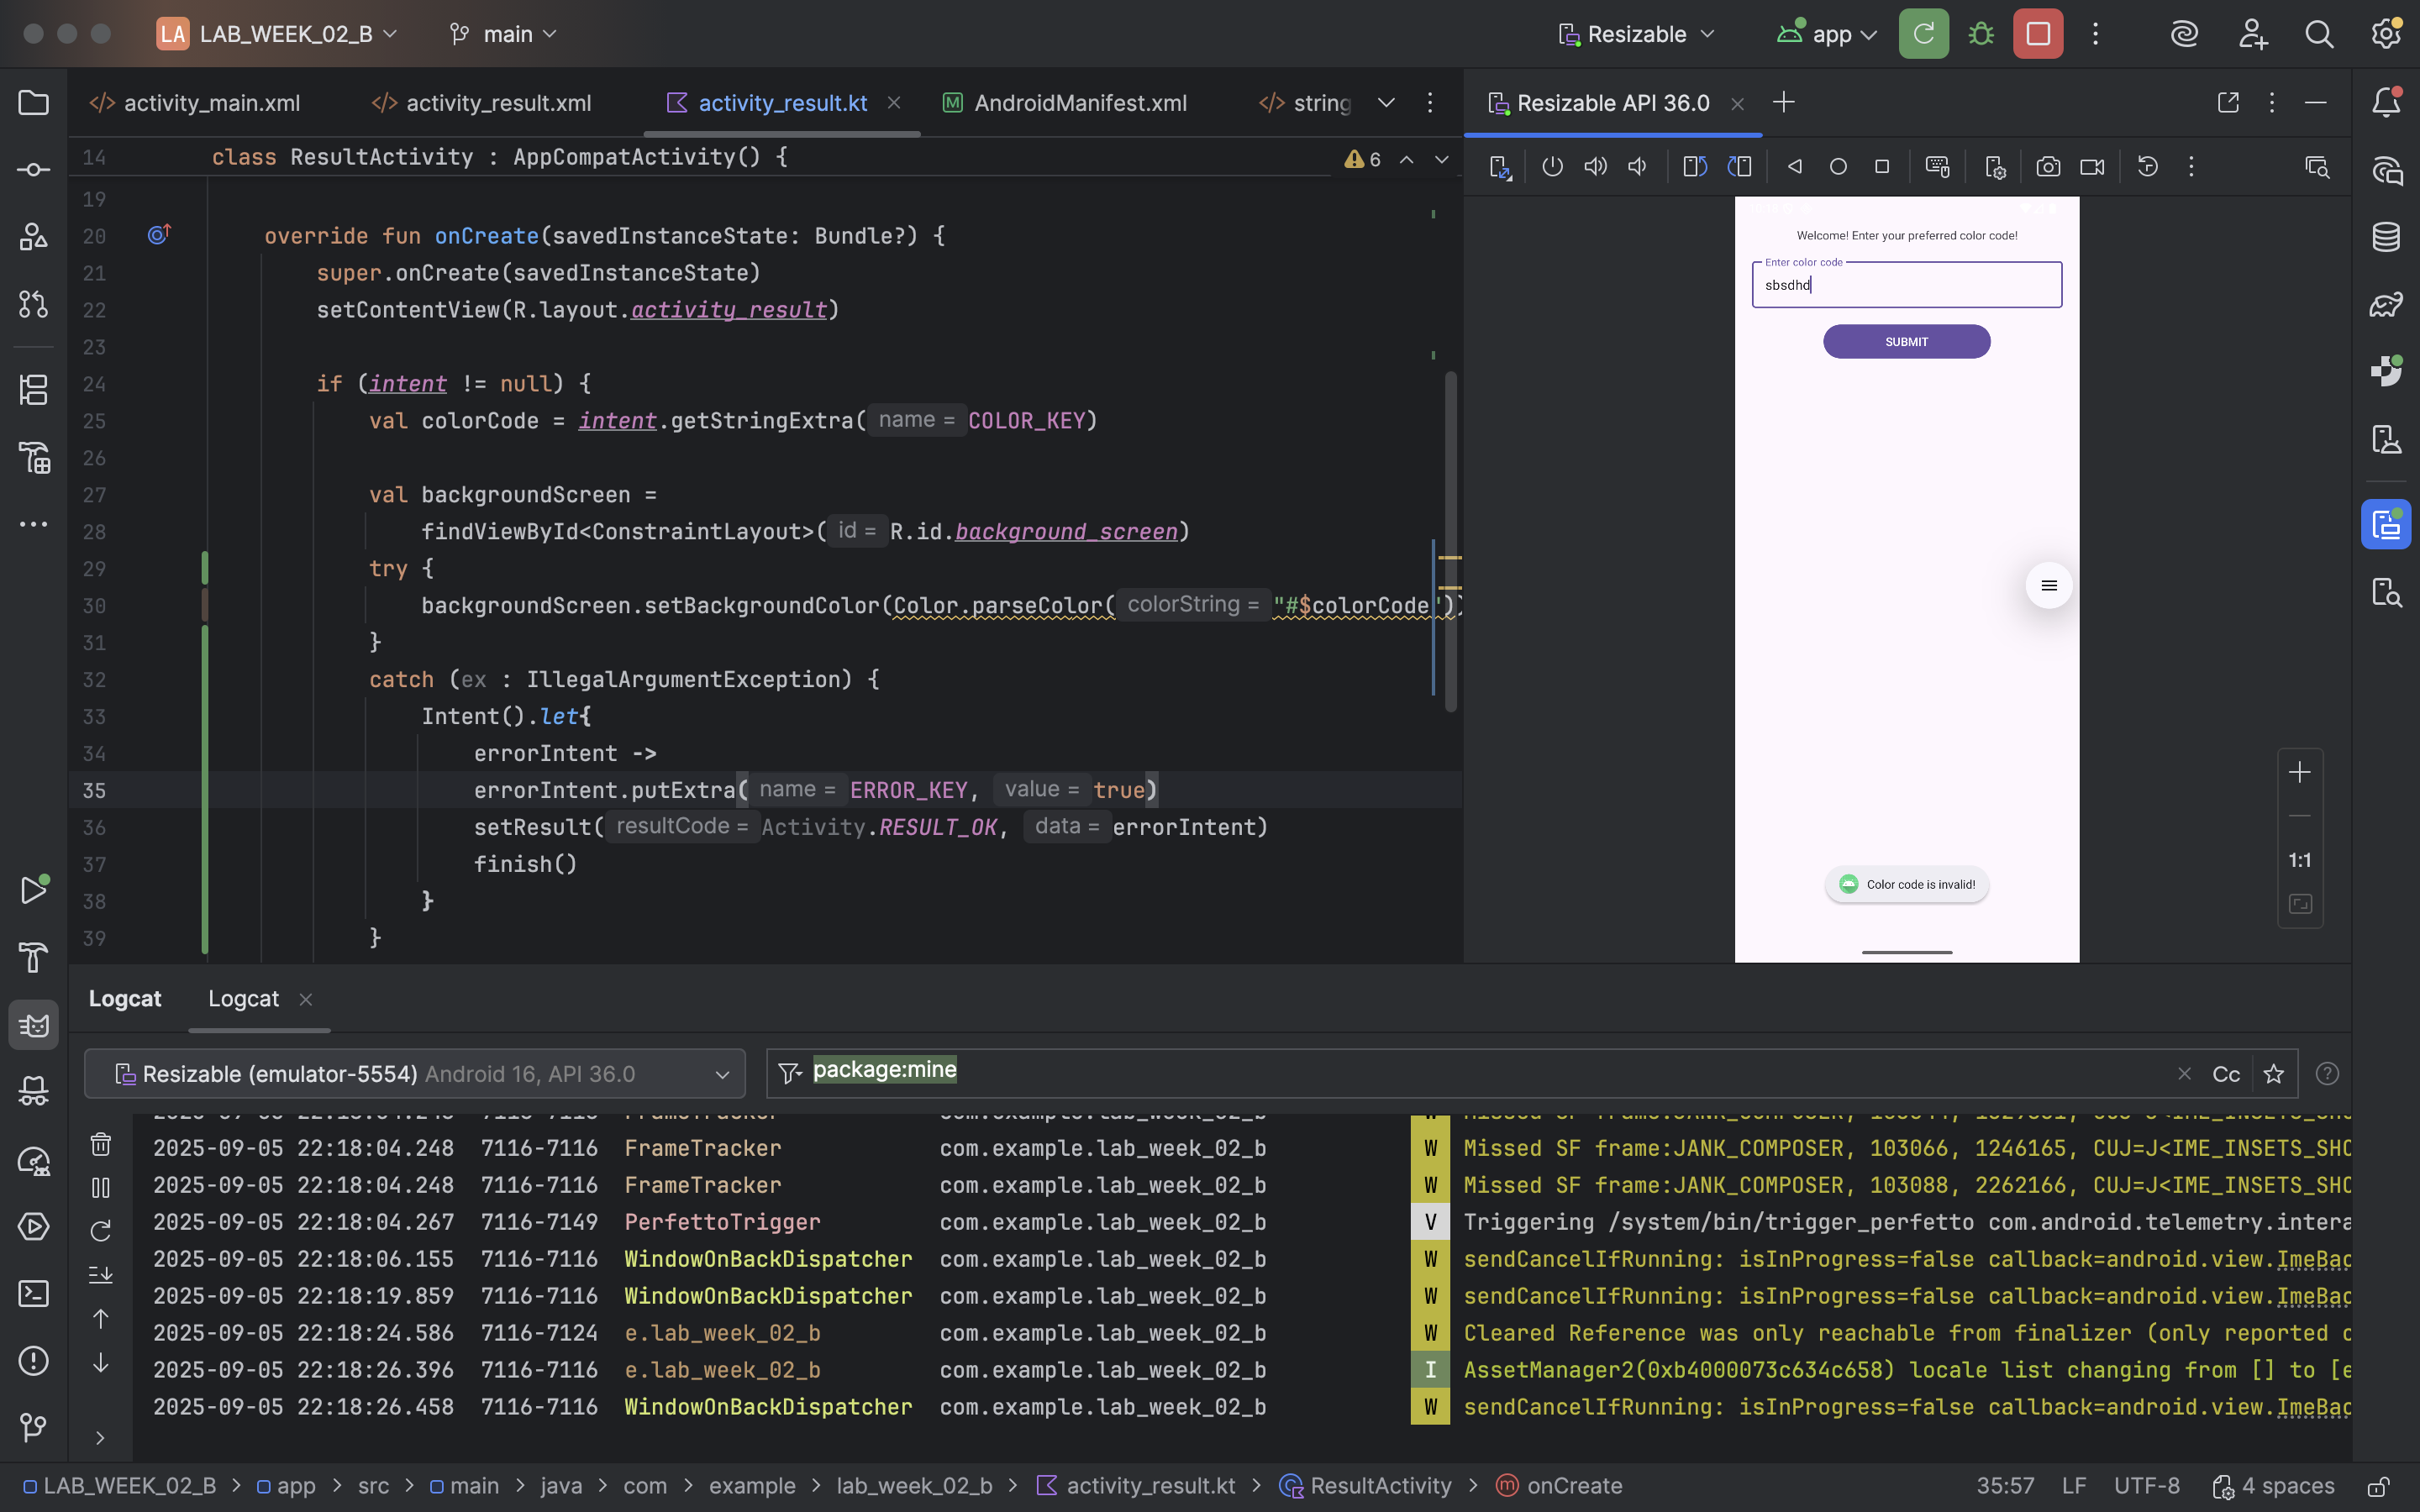 LA LAB_WEEK_02_B main Resizable app
activity_main.xml activity_result.xml activity_result.kt AndroidManifest.xml string
Resizable API 36.0
14 class ResultActivity : AppCompatActivity() { 6
19
20 override fun onCreate(savedInstanceState: Bundle?) {
21 super.onCreate(savedInstanceState)
22 setContentView(R.layout.activity_result)
23
24 if (intent != null) {
25 val colorCode = intent.getStringExtra( name = COLOR_KEY)
26
27 val backgroundScreen =
28 findViewById<ConstraintLayout>( id = R.id.background_screen)
29 try {
30 backgroundScreen.setBackgroundColor(Color.parseColor( colorString = "#$colorCode"))
31 }
32 catch (ex : IllegalArgumentException) {
33 Intent().let{
34 errorIntent ->
35 errorIntent.putExtra( name = ERROR_KEY, value = true)
36 setResult( resultCode = Activity.RESULT_OK, data = errorIntent)
37 finish()
38 }
39 }
Welcome! Enter your preferred color code!
Enter color code
sbsdhd
SUBMIT
Color code is invalid!
1:1
Logcat Logcat
Resizable (emulator-5554) Android 16, API 36.0 package:mine Cc
2025-09-05 22:18:04.248 7116-7116 FrameTracker com.example.lab_week_02_b W Missed SF frame:JANK_COMPOSER, 103066, 1246165, CUJ=J<IME_INSETS_SHO
2025-09-05 22:18:04.248 7116-7116 FrameTracker com.example.lab_week_02_b W Missed SF frame:JANK_COMPOSER, 103088, 2262166, CUJ=J<IME_INSETS_SHO
2025-09-05 22:18:04.267 7116-7149 PerfettoTrigger com.example.lab_week_02_b V Triggering /system/bin/trigger_perfetto com.android.telemetry.intera
2025-09-05 22:18:06.155 7116-7116 WindowOnBackDispatcher com.example.lab_week_02_b W sendCancelIfRunning: isInProgress=false callback=android.view.ImeBac
2025-09-05 22:18:19.859 7116-7116 WindowOnBackDispatcher com.example.lab_week_02_b W sendCancelIfRunning: isInProgress=false callback=android.view.ImeBac
2025-09-05 22:18:24.586 7116-7124 e.lab_week_02_b com.example.lab_week_02_b W Cleared Reference was only reachable from finalizer (only reported
2025-09-05 22:18:26.396 7116-7116 e.lab_week_02_b com.example.lab_week_02_b I AssetManager2(0xb4000073c634c658) locale list changing from [] to [e
2025-09-05 22:18:26.458 7116-7116 WindowOnBackDispatcher com.example.lab_week_02_b W sendCancelIfRunning: isInProgress=false callback=android.view.ImeBac
LAB_WEEK_02_B > app > src > main > java > com > example > lab_week_02_b > activity_result.kt > ResultActivity > onCreate 35:57 LF UTF-8 4 spaces